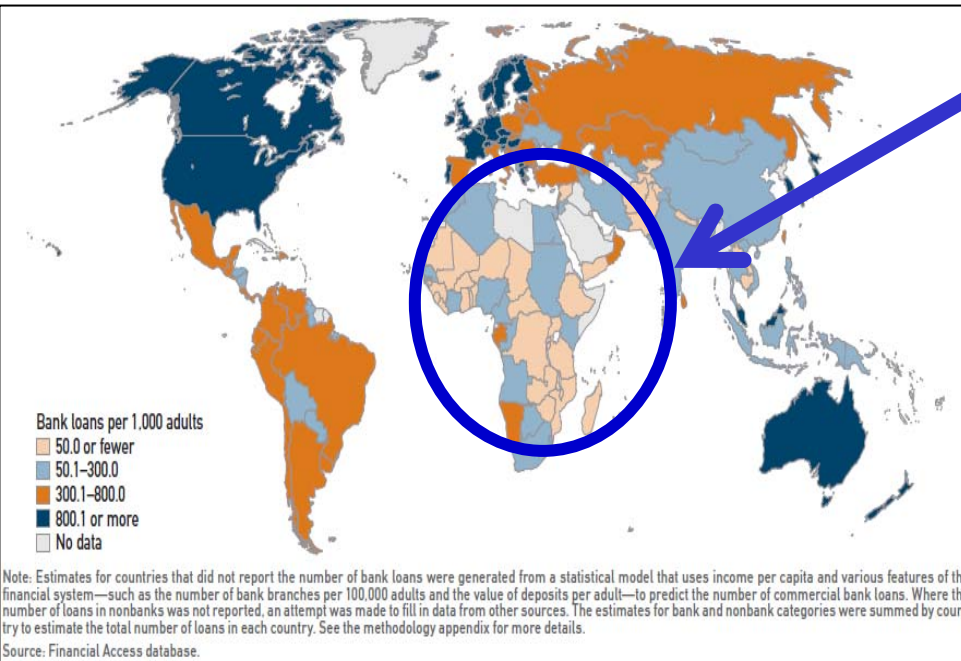 Bank loans per 1,000 adults
50.0 or fewer
50.1–300.0
300.1–800.0
800.1 or more
No data
Note: Estimates for countries that did not report the number of bank loans were generated from a statistical model that uses income per capita and various features of th
financial system—such as the number of bank branches per 100,000 adults and the value of deposits per adult—to predict the number of commercial bank loans. Where th
number of loans in nonbanks was not reported, an attempt was made to fill in data from other sources. The estimates for bank and nonbank categories were summed by coun
try to estimate the total number of loans in each country. See the methodology appendix for more details.
Source: Financial Access database.